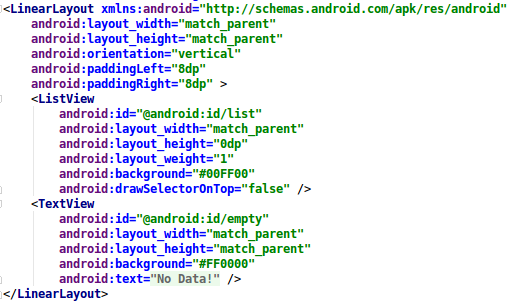 <LinearLayout xmlns:android="http://schemas.android.com/apk/res/android"
    android:layout_width="match_parent"
    android:layout_height="match_parent"
    android:orientation="vertical"
    android:paddingLeft="8dp"
    android:paddingRight="8dp" >
    <ListView
        android:id="@android:id/list"
        android:layout_width="match_parent"
        android:layout_height="0dp"
        android:layout_weight="1"
        android:background="#00FF00"
        android:drawSelectorOnTop="false" />
    <TextView
        android:id="@android:id/empty"
        android:layout_width="match_parent"
        android:layout_height="match_parent"
        android:background="#FF0000"
        android:text="No Data!" />
</LinearLayout>